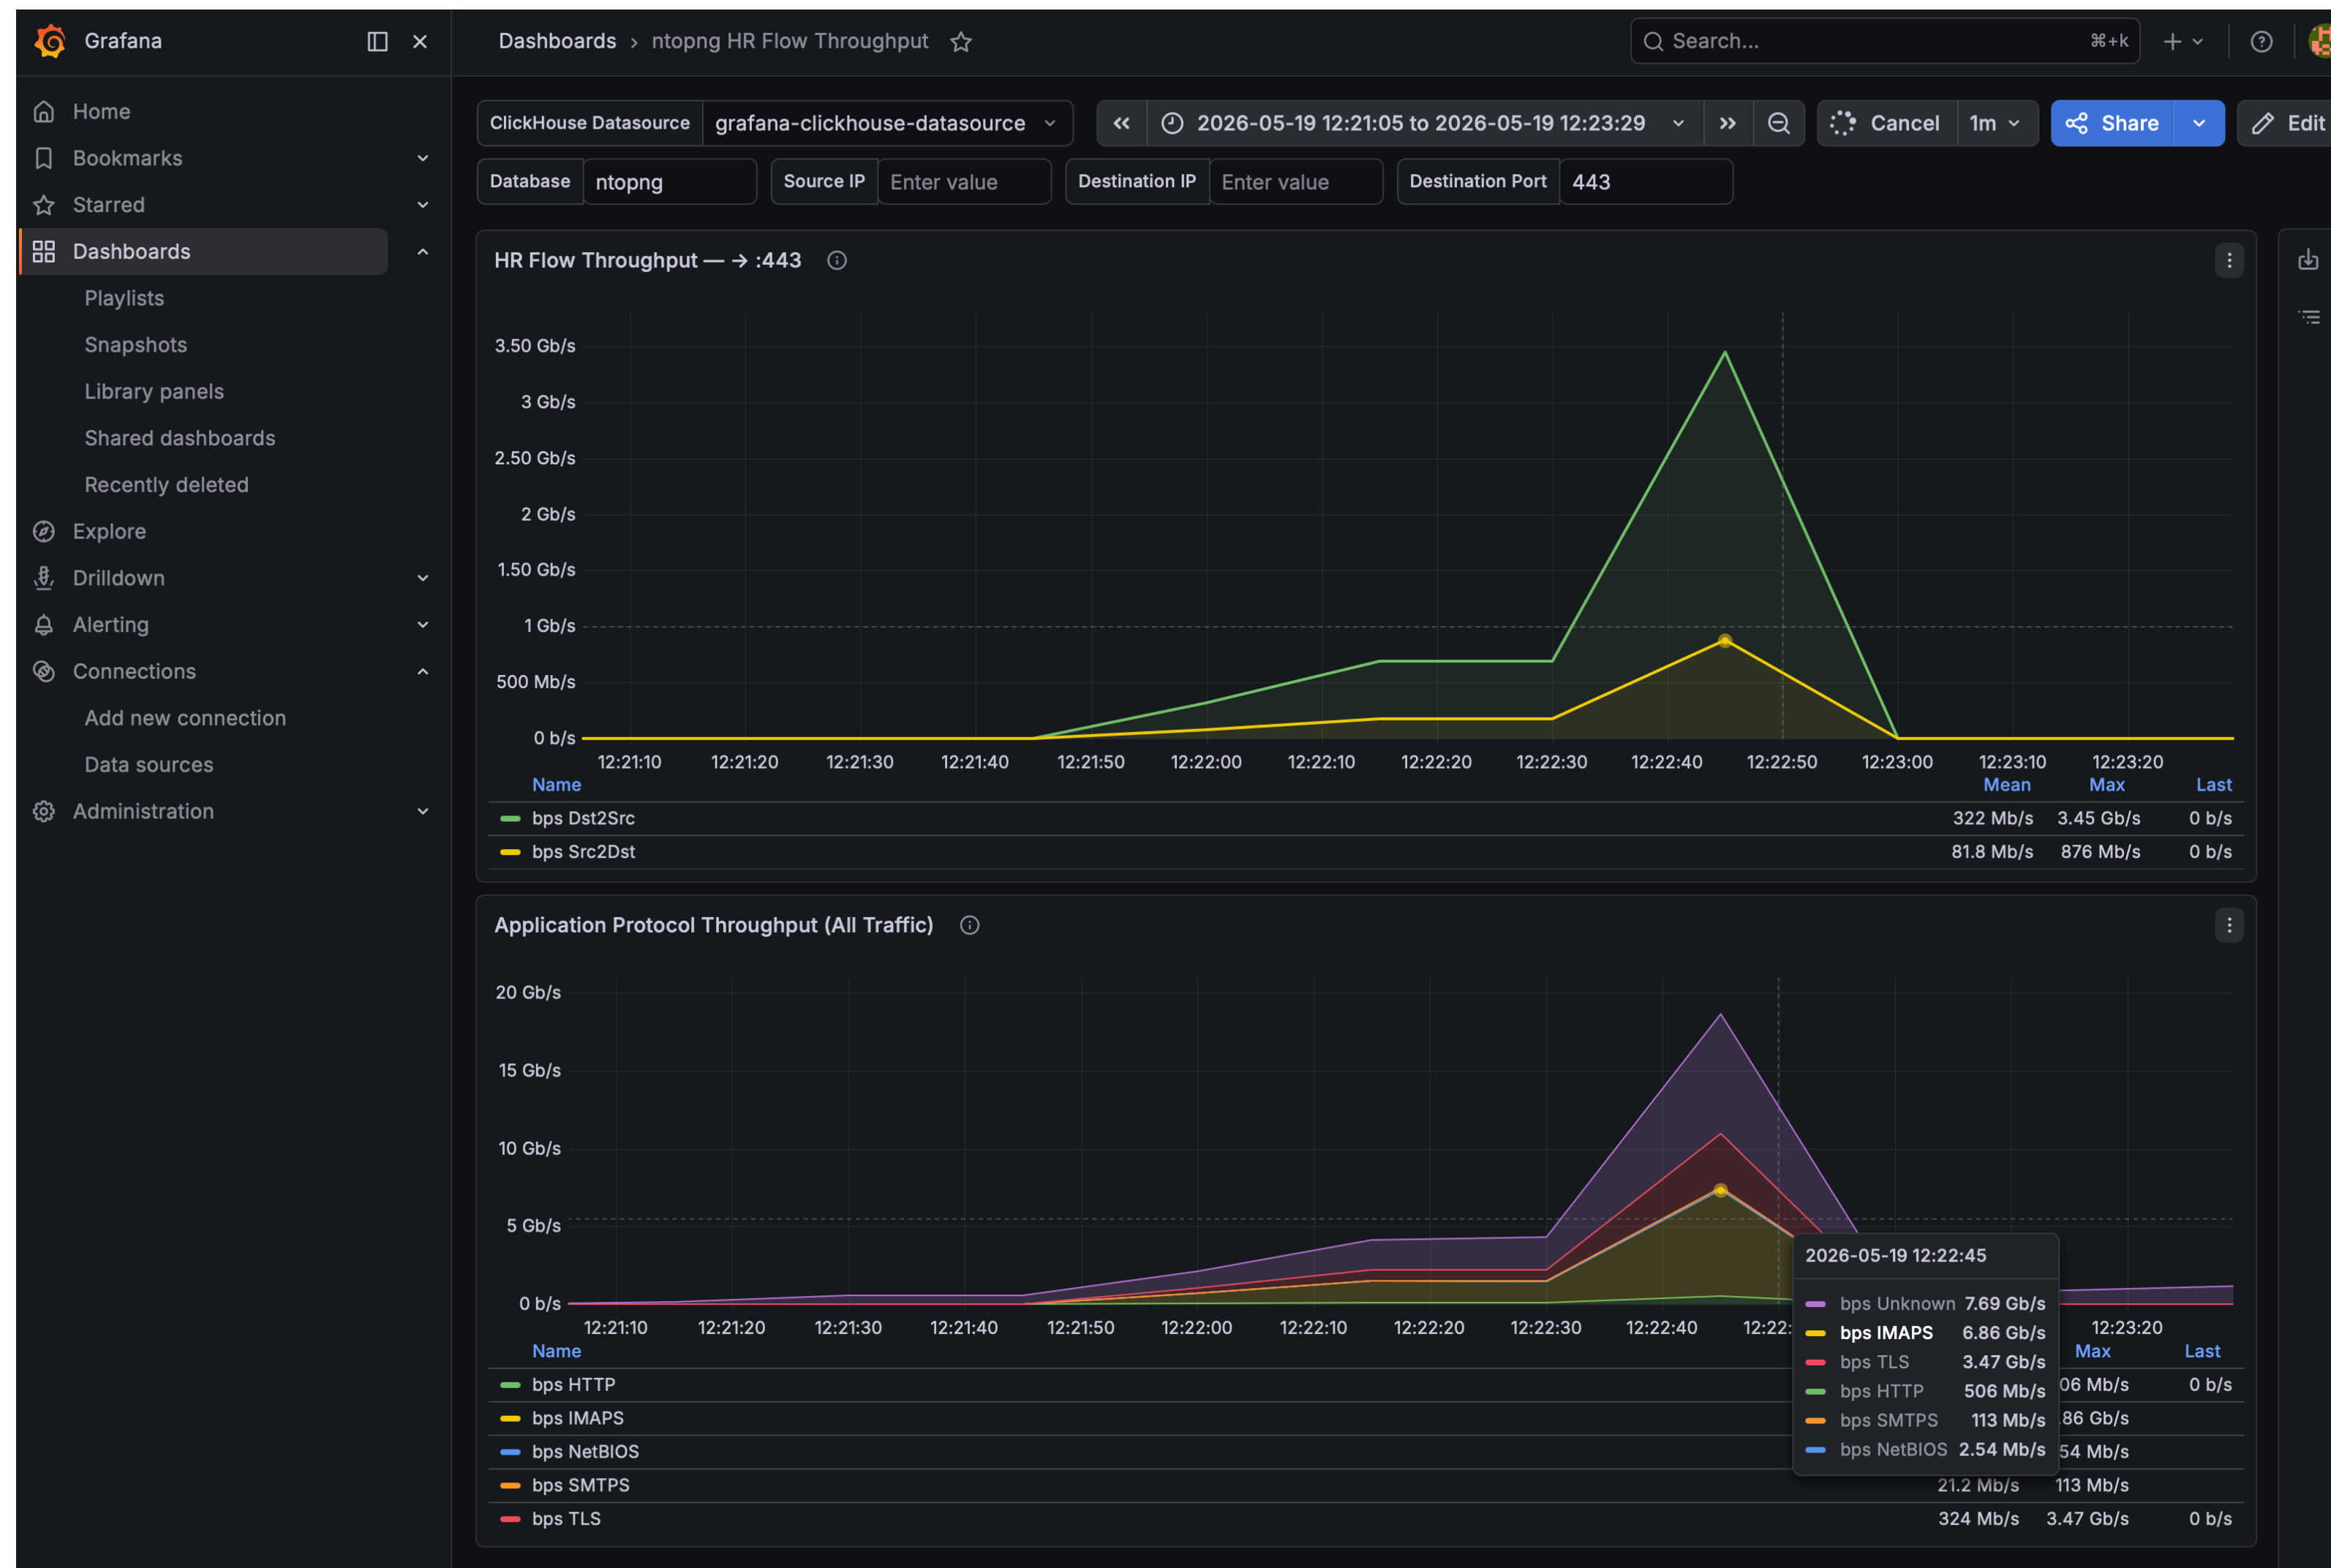 Grafana
Dashboards › ntopng HR Flow Throughput
Search... ⌘+k
Home
Bookmarks
Starred
Dashboards
Playlists
Snapshots
Library panels
Shared dashboards
Recently deleted
Explore
Drilldown
Alerting
Connections
Add new connection
Data sources
Administration
ClickHouse Datasource grafana-clickhouse-datasource 2026-05-19 12:21:05 to 2026-05-19 12:23:29 Cancel 1m Share Edit
Database ntopng Source IP Enter value Destination IP Enter value Destination Port 443
HR Flow Throughput — → :443
3.50 Gb/s
3 Gb/s
2.50 Gb/s
2 Gb/s
1.50 Gb/s
1 Gb/s
500 Mb/s
0 b/s
12:21:10 12:21:20 12:21:30 12:21:40 12:21:50 12:22:00 12:22:10 12:22:20 12:22:30 12:22:40 12:22:50 12:23:00 12:23:10 12:23:20
Name Mean Max Last
bps Dst2Src 322 Mb/s 3.45 Gb/s 0 b/s
bps Src2Dst 81.8 Mb/s 876 Mb/s 0 b/s
Application Protocol Throughput (All Traffic)
20 Gb/s
15 Gb/s
10 Gb/s
5 Gb/s
0 b/s
12:21:10 12:21:20 12:21:30 12:21:40 12:21:50 12:22:00 12:22:10 12:22:20 12:22:30 12:22:40 12:22: 12:23:20
2026-05-19 12:22:45
bps Unknown 7.69 Gb/s
bps IMAPS 6.86 Gb/s
bps TLS 3.47 Gb/s
bps HTTP 506 Mb/s
bps SMTPS 113 Mb/s
bps NetBIOS 2.54 Mb/s
Name Max Last
bps HTTP 06 Mb/s 0 b/s
bps IMAPS 86 Gb/s
bps NetBIOS 54 Mb/s
bps SMTPS 21.2 Mb/s 113 Mb/s
bps TLS 324 Mb/s 3.47 Gb/s 0 b/s